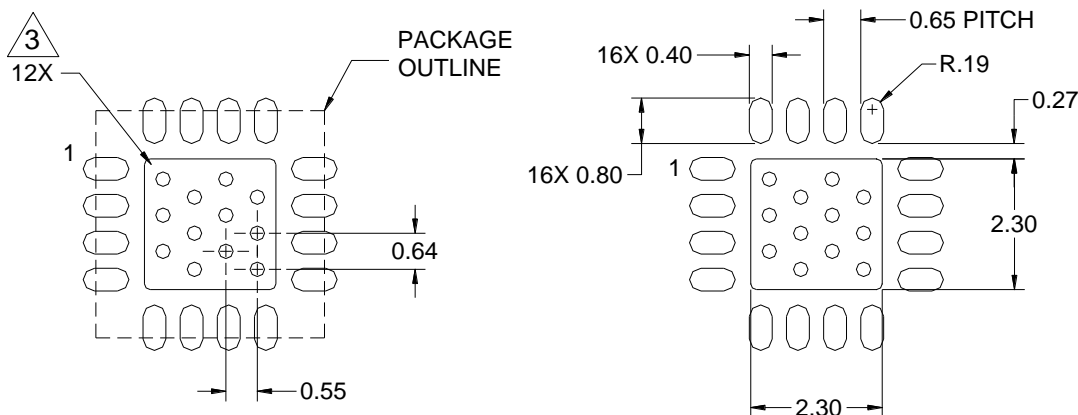 3
12X
PACKAGE
OUTLINE
1
0.64
0.55
0.65 PITCH
16X 0.40
R.19
0.27
16X 0.80
1
2.30
2.30